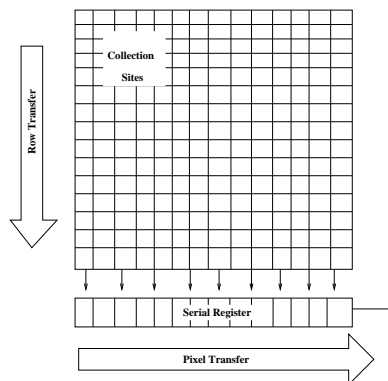 Collection
Sites
Row Transfer
Serial Register
Pixel Transfer